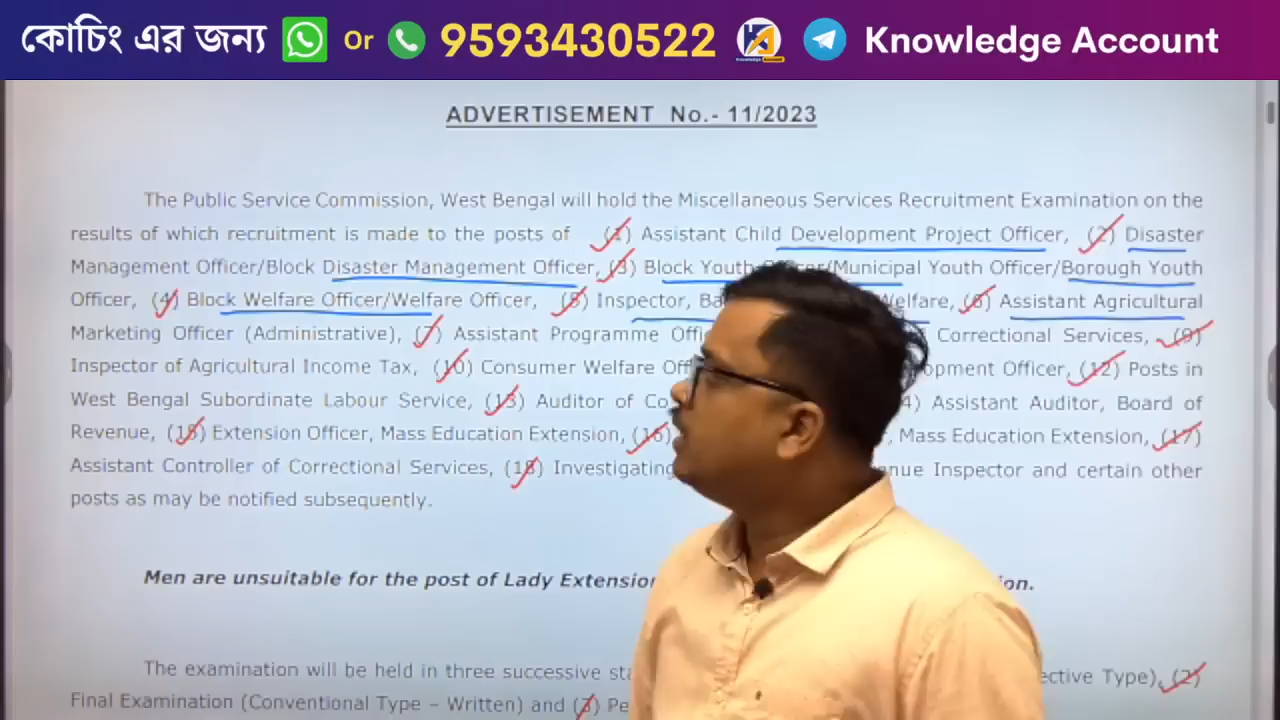 কোচিং এর জন্য Or 9593430522 Knowledge Account
ADVERTISEMENT No.- 11/2023
The Public Service Commission, West Bengal will hold the Miscellaneous Services Recruitment Examination on the
results of which recruitment is made to the posts of (1) Assistant Child Development Project Officer, (2) Disaster
Management Officer/Block Disaster Management Officer, (3) Block Youth Officer/Municipal Youth Officer/Borough Youth
Officer, (4) Block Welfare Officer/Welfare Officer, (5) Inspector, Welfare, (6) Assistant Agricultural
Marketing Officer (Administrative), (7) Assistant Programme Correctional Services, (9)
Inspector of Agricultural Income Tax, (10) Consumer Welfare Officer, (12) Posts in
West Bengal Subordinate Labour Service, (13) Auditor of Assistant Auditor, Board of
Revenue, (15) Extension Officer, Mass Education Extension, (16) , Mass Education Extension, (17)
Assistant Controller of Correctional Services, (18) Investigating Inspector and certain other
posts as may be notified subsequently.
Men are unsuitable for the post of Lady
The examination will be held in three successive Type), (2)
Final Examination (Conventional Type – Written) and (3)